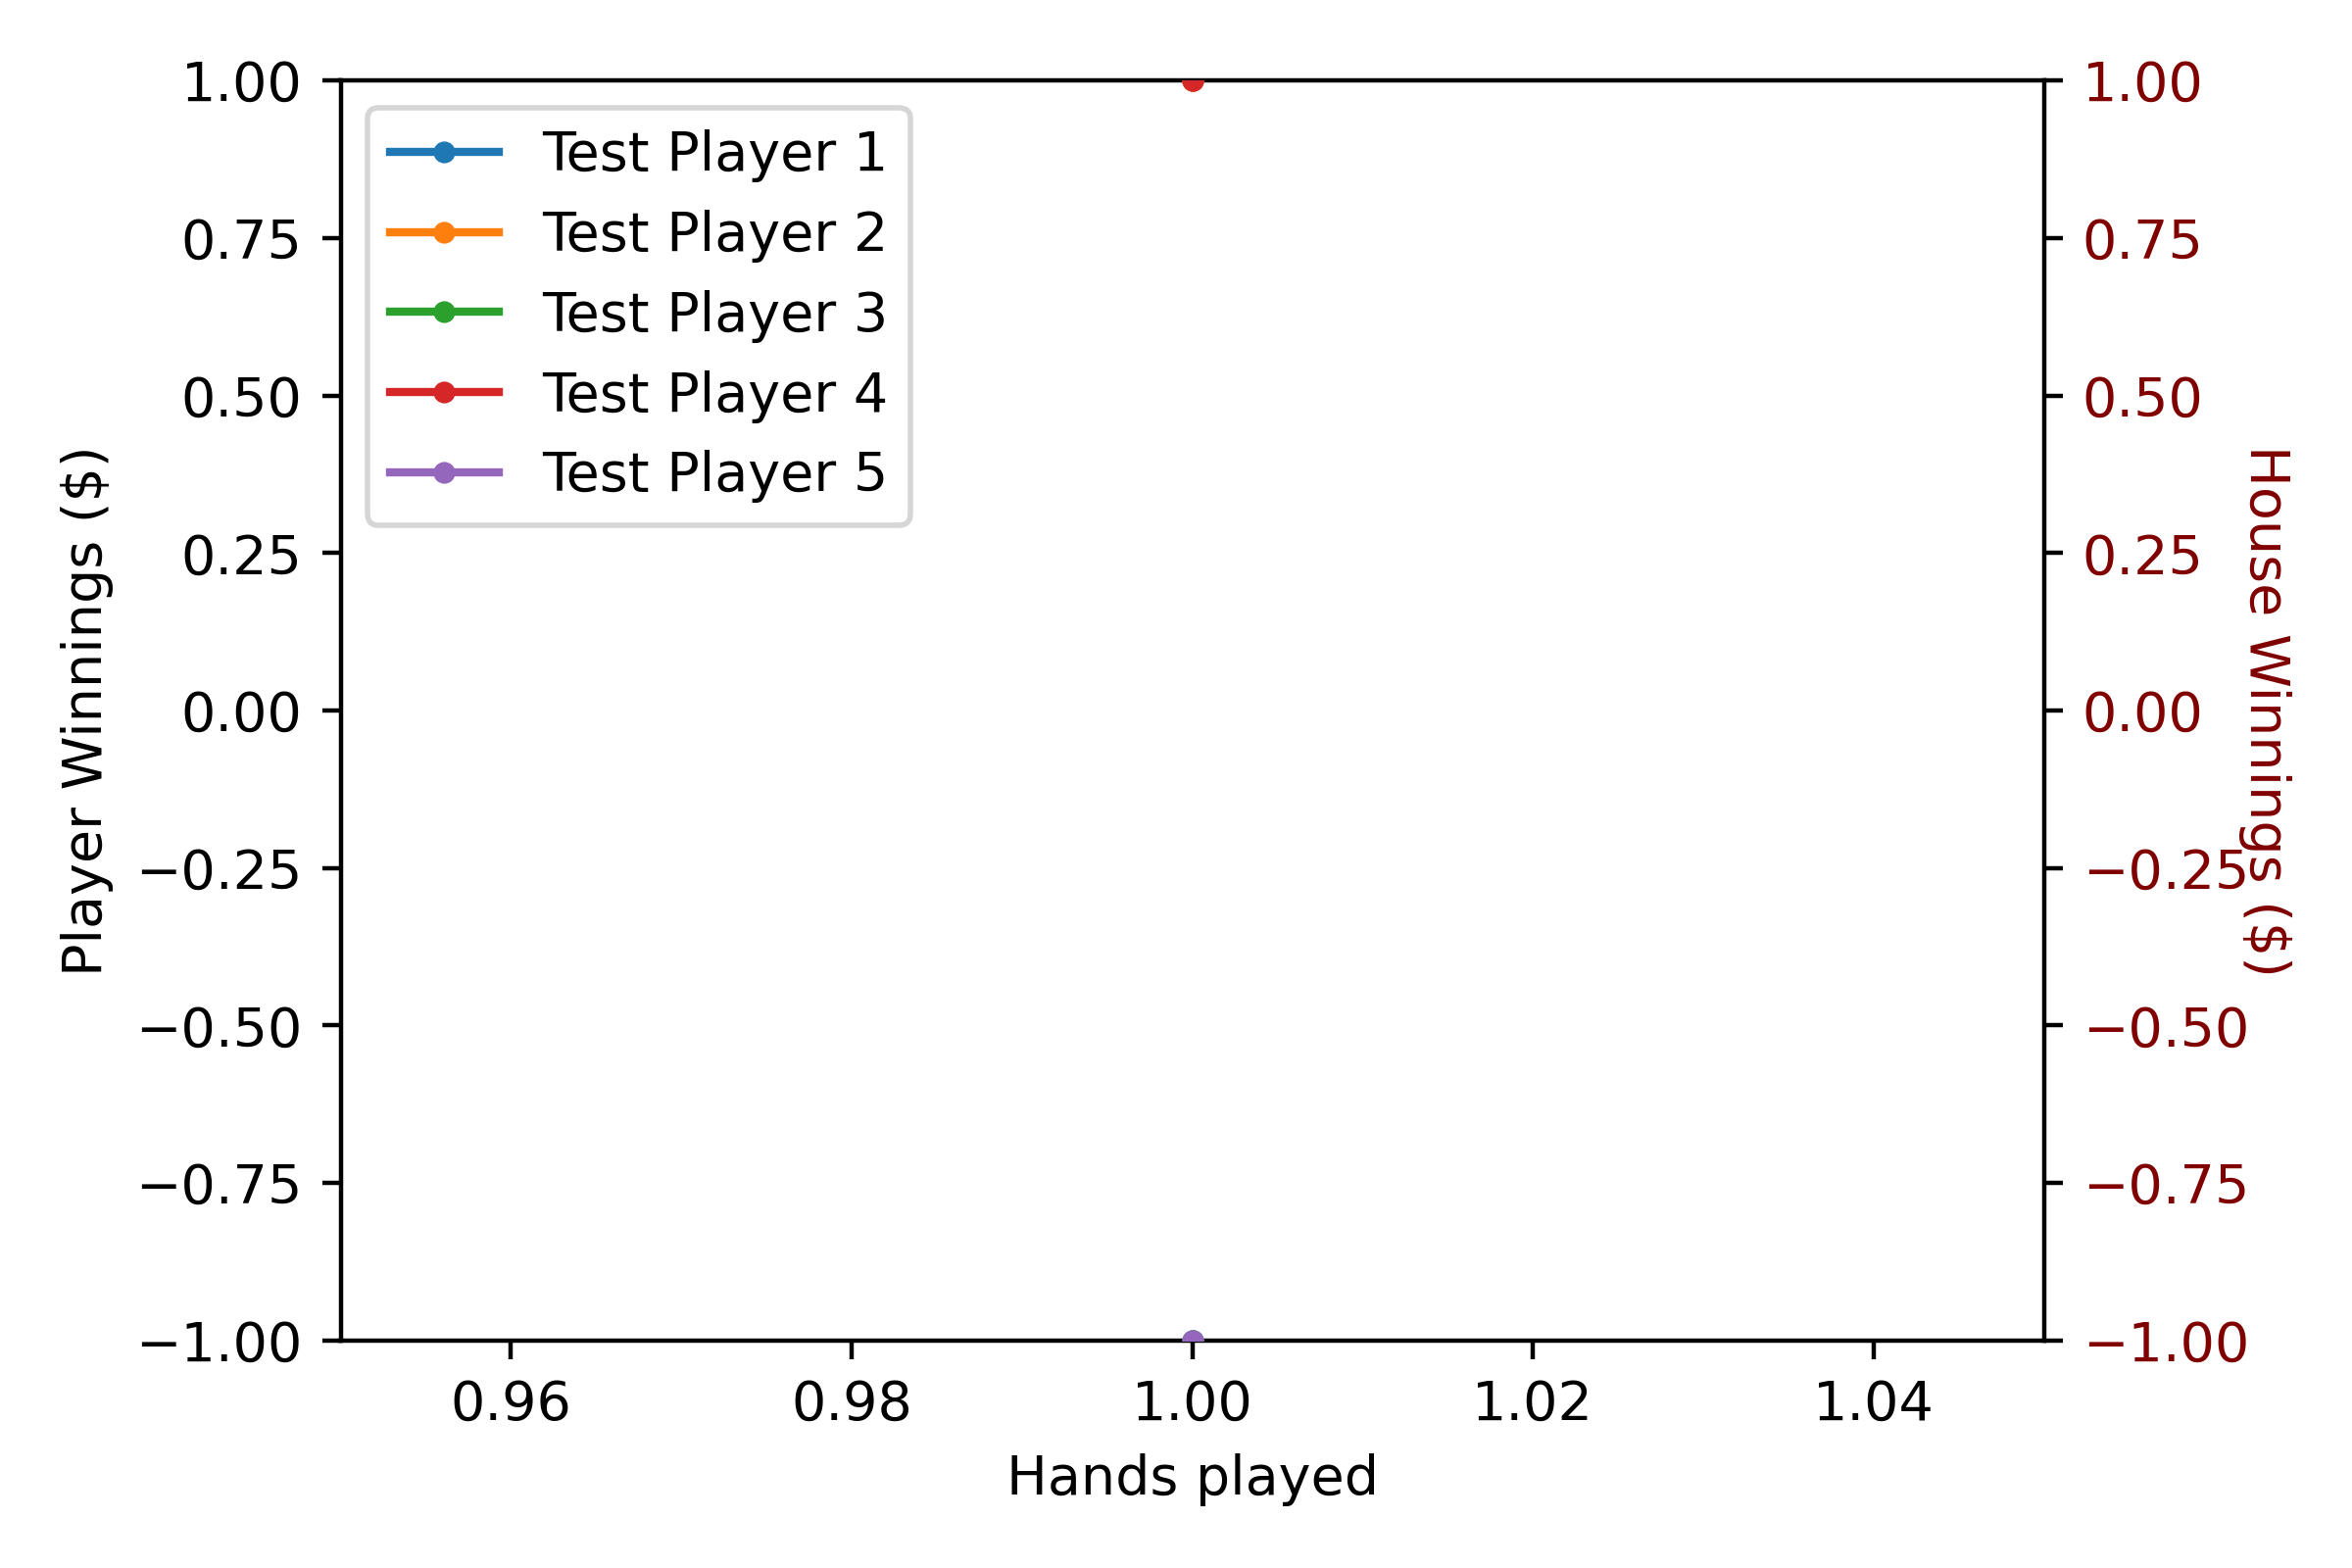 Test Player 1
Test Player 2
Test Player 3
Test Player 4
Test Player 5
Player Winnings ($)
1.00
0.75
0.50
0.25
0.00
−0.25
−0.50
−0.75
−1.00
0.96
0.98
1.00
1.02
1.04
Hands played
1.00
0.75
0.50
0.25
0.00
−0.25
−0.50
−0.75
−1.00
House Winnings ($)